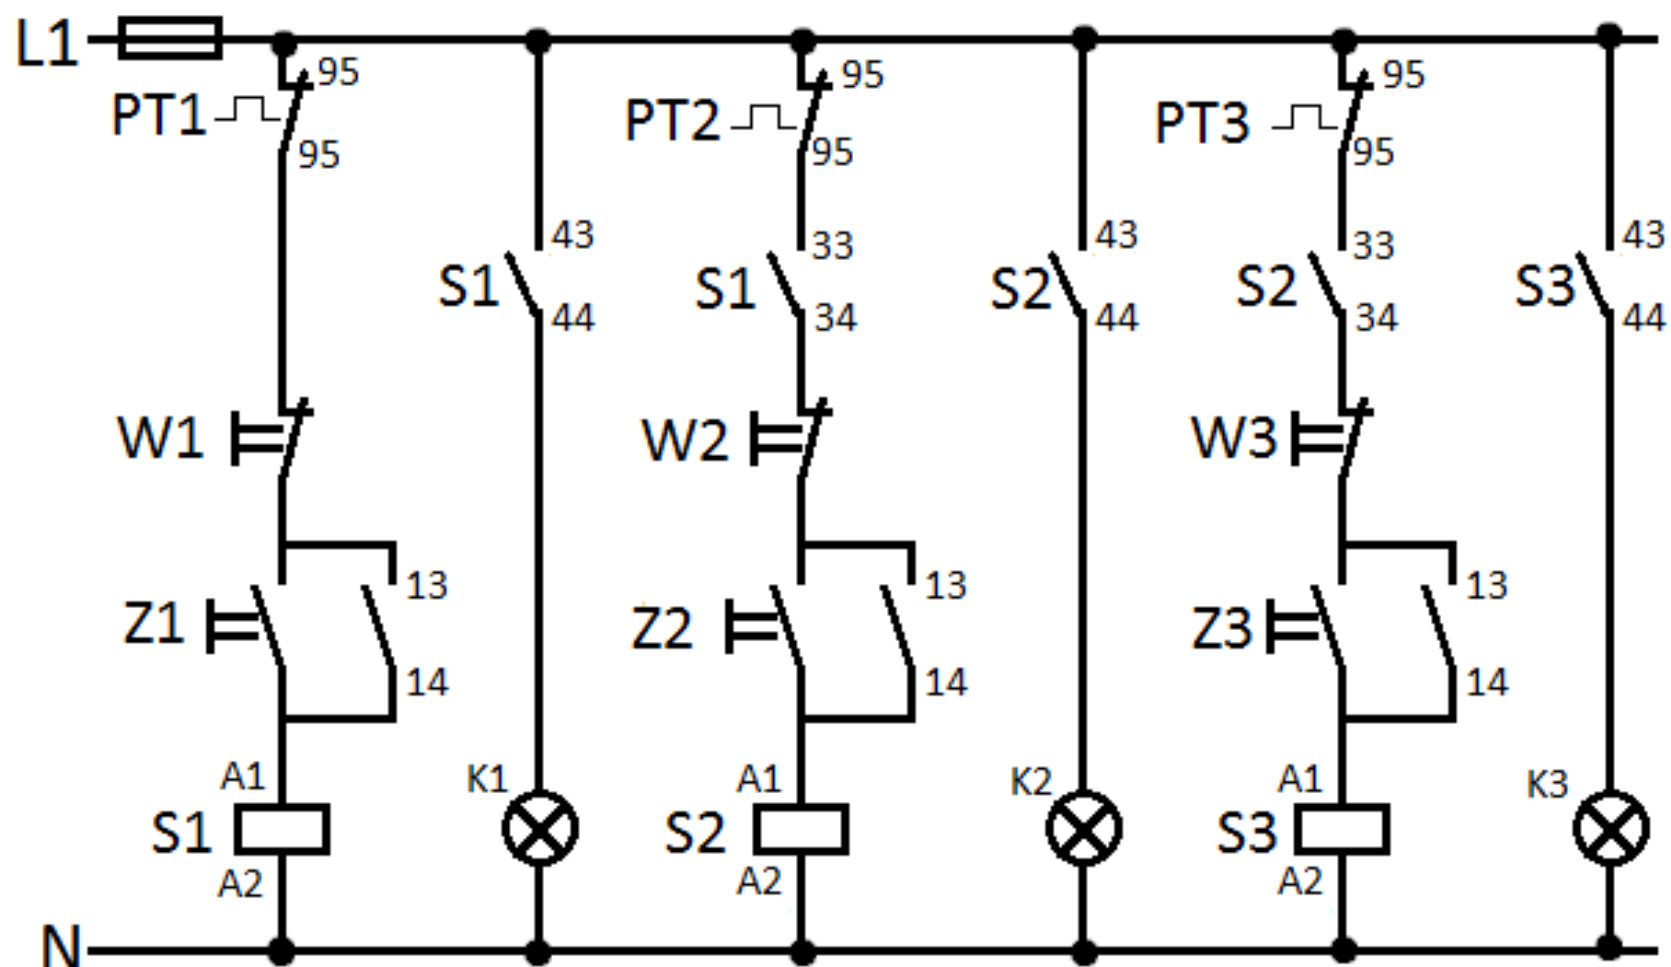 L1
95 95 95
PT1 PT2 PT3
95 95 95
43 33 43 33 43
S1 S1 S2 S2 S3
44 34 44 34 44
W1 W2 W3
13 13 13
Z1 Z2 Z3
14 14 14
A1 K1 A1 K2 A1 K3
S1 S2 S3
A2 A2 A2
N